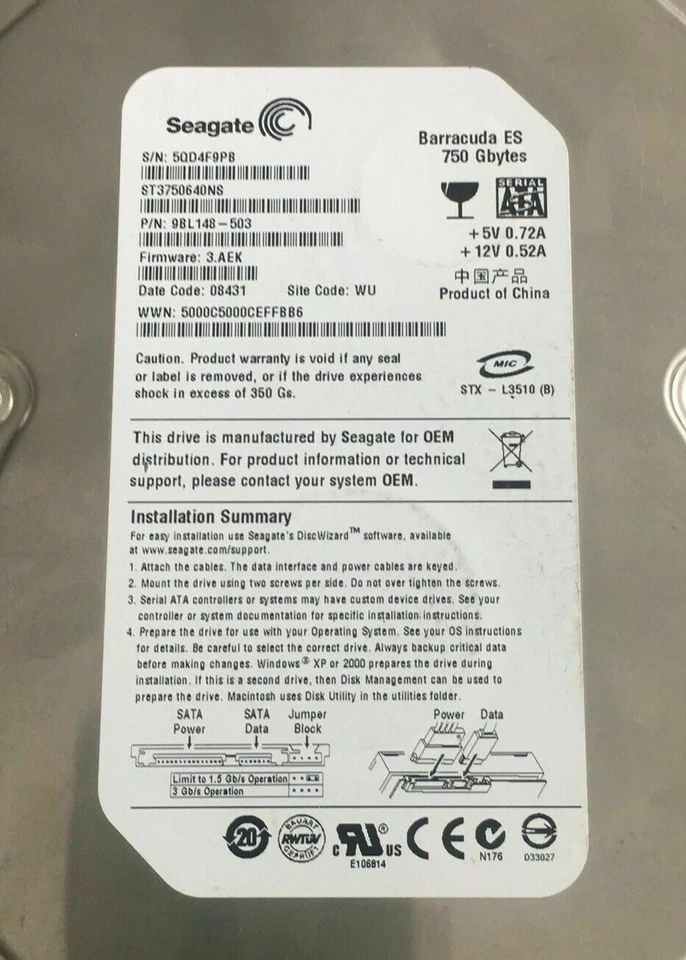 Seagate
Barracuda ES
750 Gbytes
S/N: 5QD4F9PB
ST3750640NS
P/N: 9BL148-503
Firmware: 3.AEK
Date Code: 08431 Site Code: WU
WWN: 5000C5000CEFFBB6
SERIAL
ATA
+5V 0.72A
+12V 0.52A
中国产品
Product of China
Caution. Product warranty is void if any seal
or label is removed, or if the drive experiences
shock in excess of 350 Gs.
MIC
STX - L3510 (B)
This drive is manufactured by Seagate for OEM
distribution. For product information or technical
support, please contact your system OEM.
Installation Summary
For easy installation use Seagate's DiscWizard™ software, available
at www.seagate.com/support.
1. Attach the cables. The data interface and power cables are keyed.
2. Mount the drive using two screws per side. Do not over tighten the screws.
3. Serial ATA controllers or systems may have custom device drives. See your
controller or system documentation for specific installation instructions.
4. Prepare the drive for use with your Operating System. See your OS instructions
for details. Be careful to select the correct drive. Always backup critical data
before making changes. Windows® XP or 2000 prepares the drive during
installation. If this is a second drive, then Disk Management can be used to
prepare the drive. Macintosh uses Disk Utility in the utilities folder.
SATA Power
SATA Data
Jumper Block
Power Data
Limit to 1.5 Gb/s Operation
3 Gb/s Operation
20
BAUART
RWTÜV
GEPRÜFT
c RU® US
E106814
CE
N176
D33027